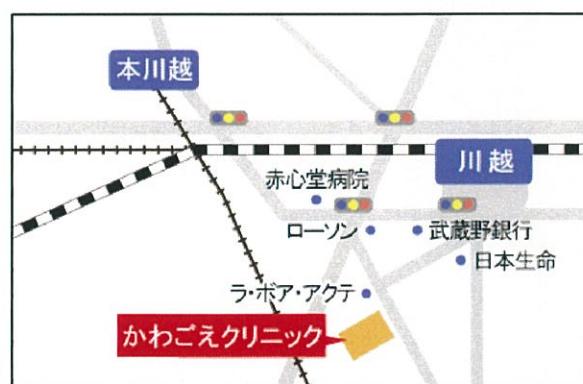 本川越
川越
赤心堂病院
ローソン
武蔵野銀行
日本生命
ラ・ボア・アクテ
かわごえクリニック